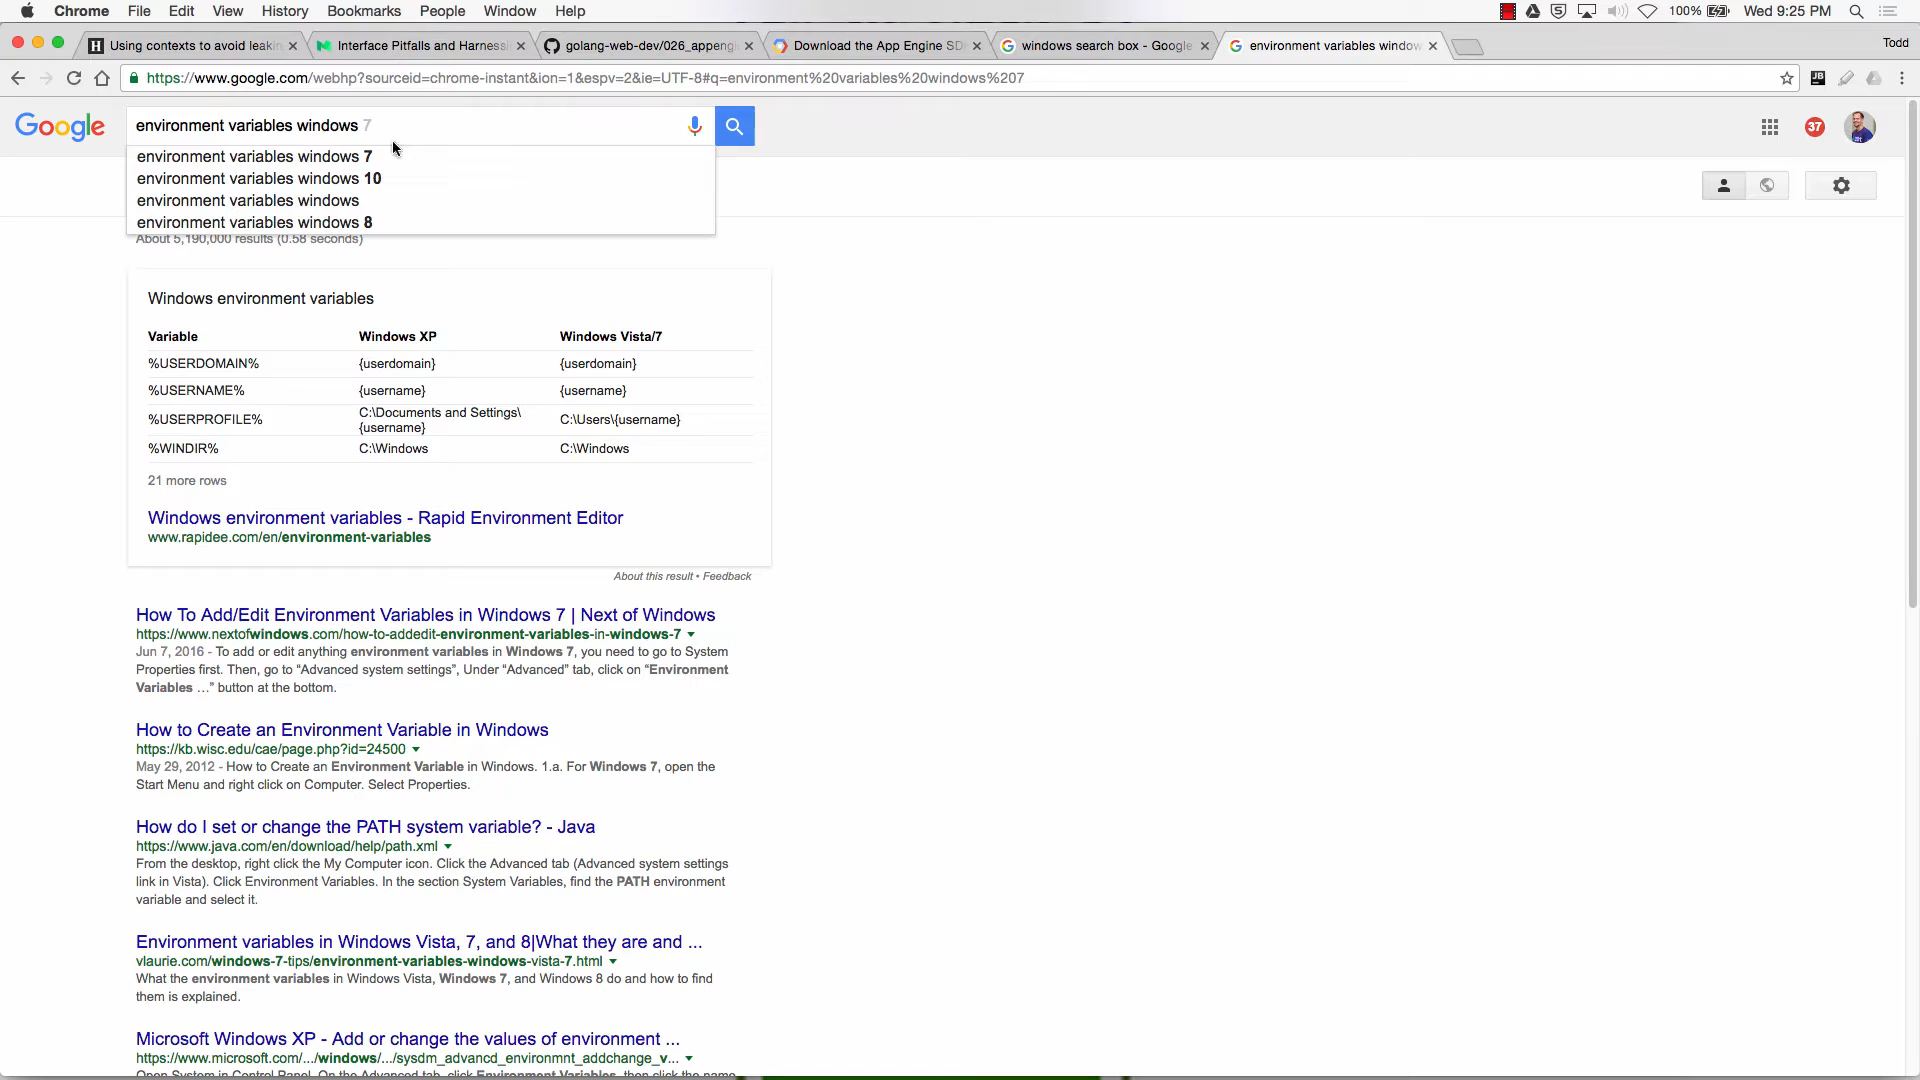 Chrome File Edit View History Bookmarks People Window Help
100% Wed 9:25 PM
Using contexts to avoid leakin
Interface Pitfalls and Harnessi
golang-web-dev/026_appengi
Download the App Engine SD
windows search box - Google
environment variables window
Todd
https://www.google.com/webhp?sourceid=chrome-instant&ion=1&espv=2&ie=UTF-8#q=environment%20variables%20windows%207
Google
environment variables windows 7
37
environment variables windows 7
environment variables windows 10
environment variables windows
environment variables windows 8
About 5,190,000 results (0.58 seconds)
Windows environment variables
Variable Windows XP Windows Vista/7
%USERDOMAIN% {userdomain} {userdomain}
%USERNAME% {username} {username}
%USERPROFILE% C:\Documents and Settings\{username} C:\Users\{username}
%WINDIR% C:\Windows C:\Windows
21 more rows
Windows environment variables - Rapid Environment Editor
www.rapidee.com/en/environment-variables
About this result • Feedback
How To Add/Edit Environment Variables in Windows 7 | Next of Windows
https://www.nextofwindows.com/how-to-addedit-environment-variables-in-windows-7
Jun 7, 2016 - To add or edit anything environment variables in Windows 7, you need to go to System
Properties first. Then, go to “Advanced system settings”, Under “Advanced” tab, click on “Environment
Variables …” button at the bottom.
How to Create an Environment Variable in Windows
https://kb.wisc.edu/cae/page.php?id=24500
May 29, 2012 - How to Create an Environment Variable in Windows. 1.a. For Windows 7, open the
Start Menu and right click on Computer. Select Properties.
How do I set or change the PATH system variable? - Java
https://www.java.com/en/download/help/path.xml
From the desktop, right click the My Computer icon. Click the Advanced tab (Advanced system settings
link in Vista). Click Environment Variables. In the section System Variables, find the PATH environment
variable and select it.
Environment variables in Windows Vista, 7, and 8|What they are and ...
vlaurie.com/windows-7-tips/environment-variables-windows-vista-7.html
What the environment variables in Windows Vista, Windows 7, and Windows 8 do and how to find
them is explained.
Microsoft Windows XP - Add or change the values of environment ...
https://www.microsoft.com/.../windows/.../sysdm_advancd_environmnt_addchange_v...
Open System in Control Panel. On the Advanced tab, click Environment Variables, then click the name